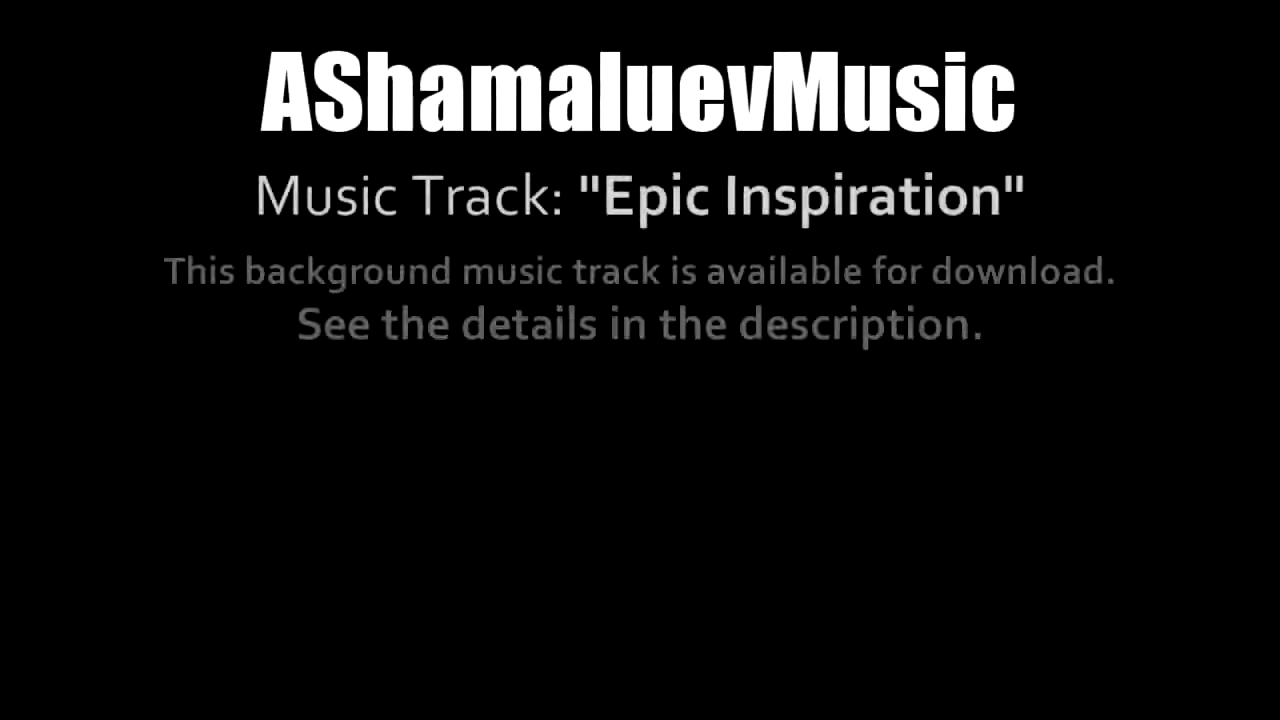 AShamaluevMusic
Music Track: "Epic Inspiration"
This background music track is available for download.
See the details in the description.